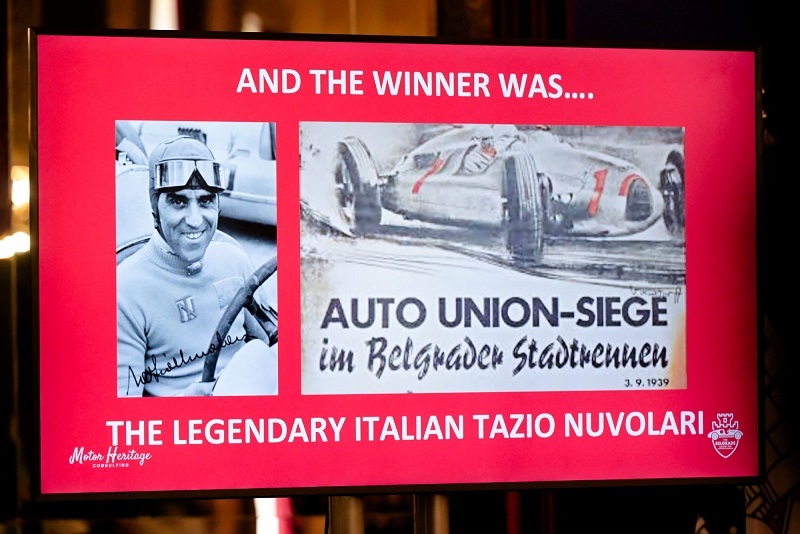 AND THE WINNER WAS....
AUTO UNION-SIEGE
im Belgrader Stadtrennen
3. 9. 1939
THE LEGENDARY ITALIAN TAZIO NUVOLARI
Motor Heritage
CONSULTING
BELGRADE